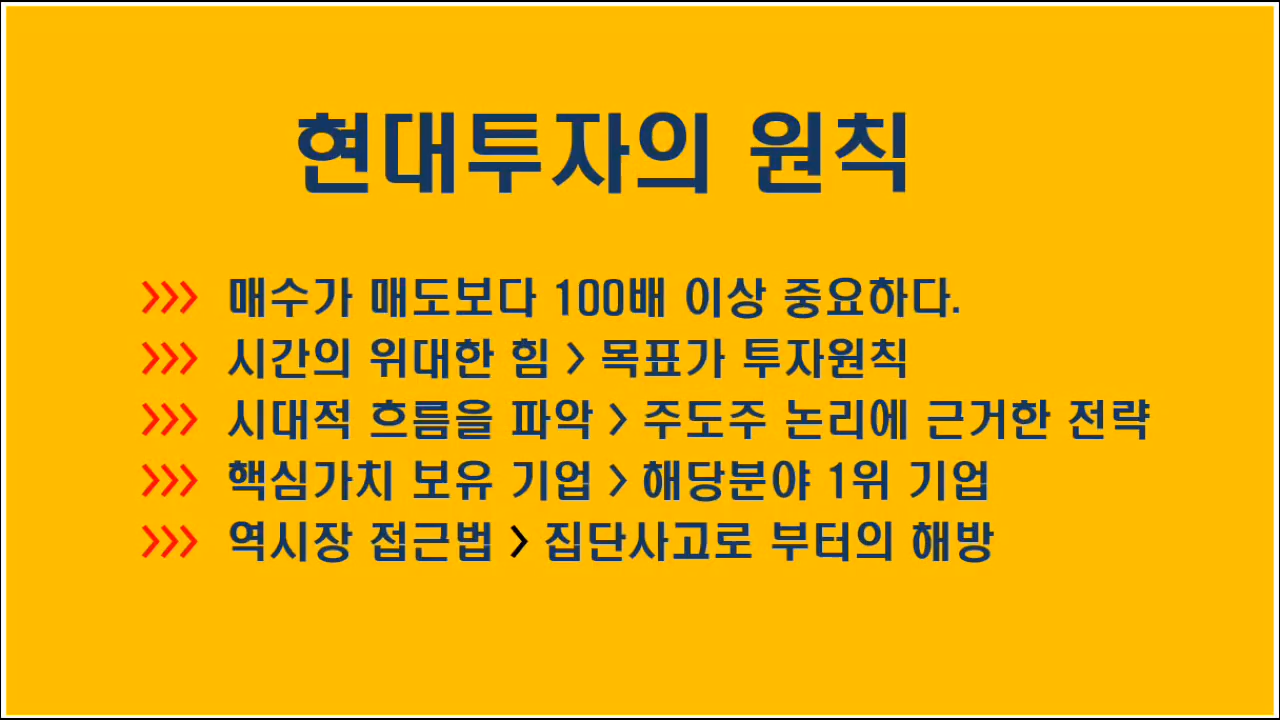 현대투자의 원칙
>>> 매수가 매도보다 100배 이상 중요하다.
>>> 시간의 위대한 힘 > 목표가 투자원칙
>>> 시대적 흐름을 파악 > 주도주 논리에 근거한 전략
>>> 핵심가치 보유 기업 > 해당분야 1위 기업
>>> 역시장 접근법 > 집단사고로 부터의 해방